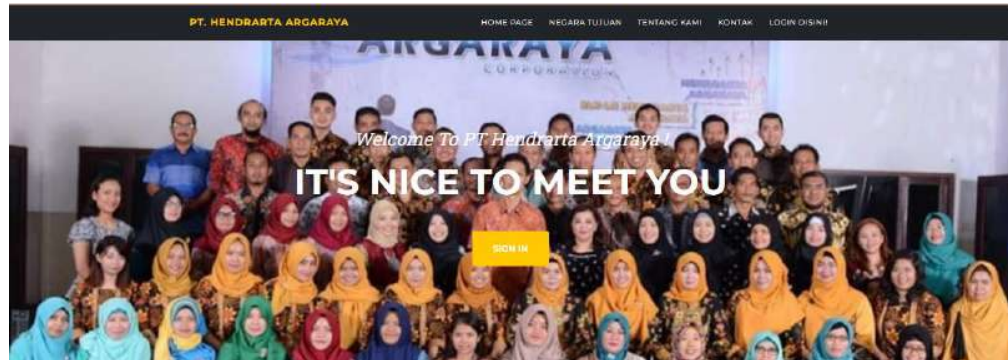 PT. HENDRARTA ARGARAYA
HOME PAGE NEGARA TUJUAN TENTANG KAMI KONTAK LOGIN DISINI!
ARGARAYA
CORPORATION
Welcome To PT Hendrarta Argaraya !
IT'S NICE TO MEET YOU
SIGN IN